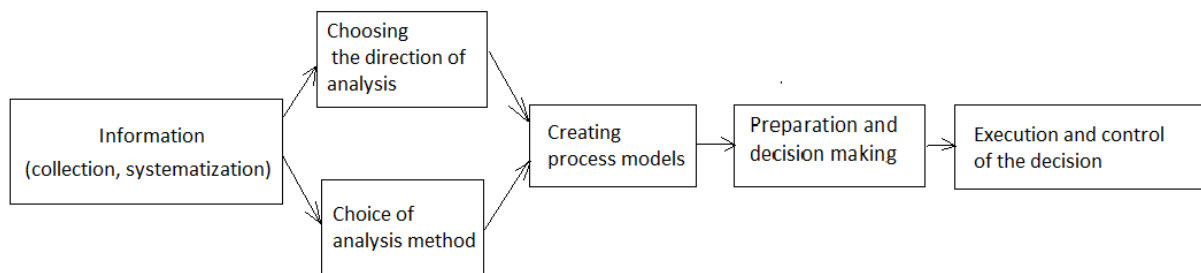 Information
(collection, systematization)
Choosing
the direction of
analysis
Choice of
analysis method
Creating
process models
Preparation and
decision making
Execution and control
of the decision